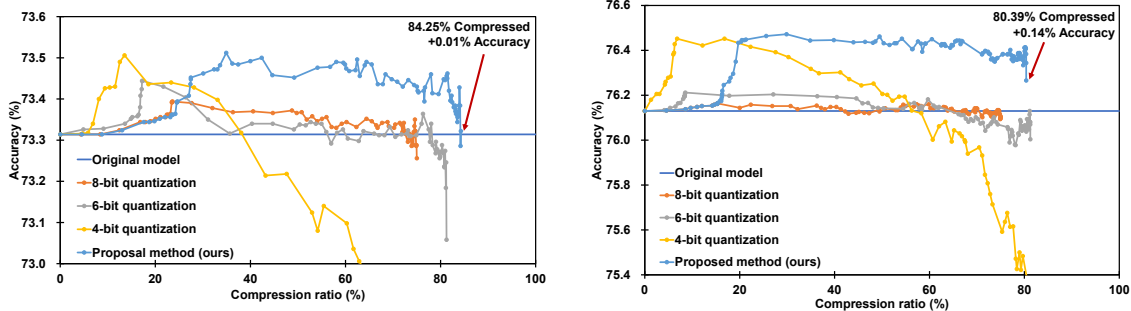 73.6
73.5
73.4
73.3
73.2
73.1
73.0
Accuracy (%)
0
20
40
60
80
100
Compression ratio (%)
84.25% Compressed
+0.01% Accuracy
Original model
8-bit quantization
6-bit quantization
4-bit quantization
Proposal method (ours)
76.6
76.4
76.2
76.0
75.8
75.6
75.4
Accuracy (%)
0
20
40
60
80
100
Compression ratio (%)
80.39% Compressed
+0.14% Accuracy
Original model
8-bit quantization
6-bit quantization
4-bit quantization
Proposed method (ours)